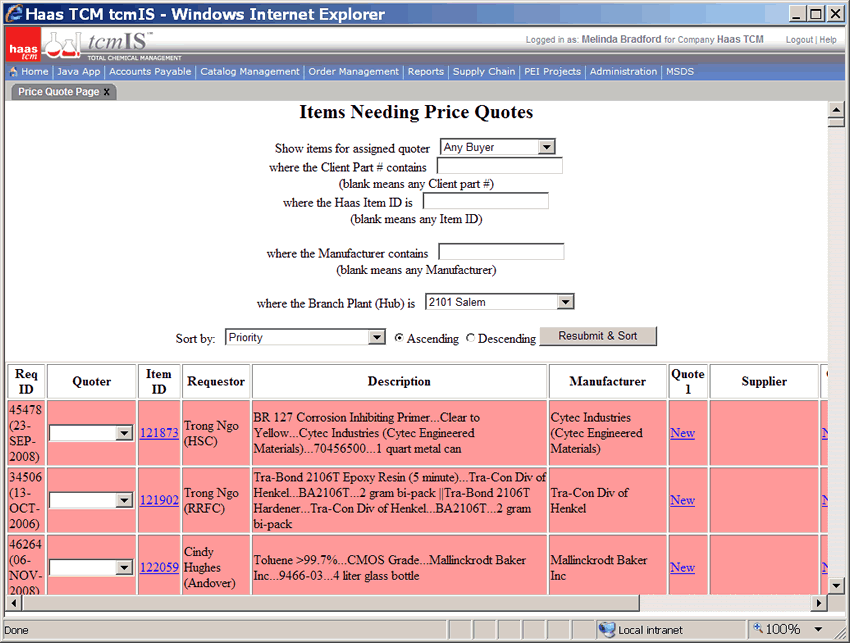 Haas TCM tcmIS - Windows Internet Explorer
haas tcm
tcmIS™
TOTAL CHEMICAL MANAGEMENT
Logged in as: Melinda Bradford for Company Haas TCM
Logout | Help
Home | Java App | Accounts Payable | Catalog Management | Order Management | Reports | Supply Chain | PEI Projects | Administration | MSDS
Price Quote Page x
Items Needing Price Quotes
Show items for assigned quoter Any Buyer
where the Client Part # contains
(blank means any Client part #)
where the Haas Item ID is
(blank means any Item ID)
where the Manufacturer contains
(blank means any Manufacturer)
where the Branch Plant (Hub) is 2101 Salem
Sort by: Priority Ascending Descending Resubmit & Sort
Req ID
Quoter
Item ID
Requestor
Description
Manufacturer
Quote 1
Supplier
45478
(23-
SEP-
2008)
121873
Trong Ngo
(HSC)
BR 127 Corrosion Inhibiting Primer...Clear to
Yellow...Cytec Industries (Cytec Engineered
Materials)...70456500...1 quart metal can
Cytec Industries
(Cytec Engineered
Materials)
New
34506
(13-
OCT-
2006)
121902
Trong Ngo
(RRFC)
Tra-Bond 2106T Epoxy Resin (5 minute)...Tra-Con Div of
Henkel...BA2106T...2 gram bi-pack ||Tra-Bond 2106T
Hardener...Tra-Con Div of Henkel...BA2106T...2 gram
bi-pack
Tra-Con Div of
Henkel
New
46264
(06-
NOV-
2008)
122059
Cindy
Hughes
(Andover)
Toluene >99.7%...CMOS Grade...Mallinckrodt Baker
Inc...9466-03...4 liter glass bottle
Mallinckrodt Baker
Inc
New
Done
Local intranet
100%